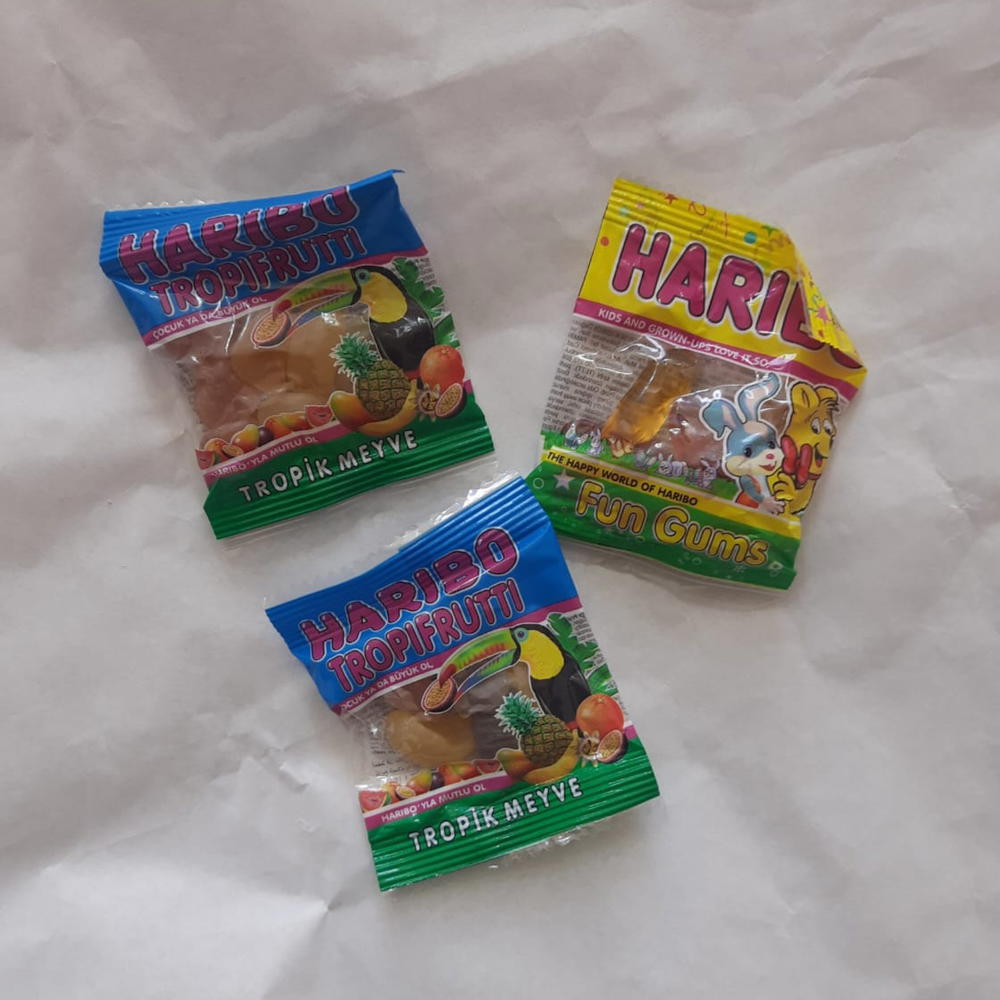 HARIBO
TROPIFRUTTI
ÇOCUK YA DA BÜYÜK OL,
HARIBO'YLA MUTLU OL
TROPİK MEYVE
HARIBO
KIDS AND GROWN-UPS LOVE IT SO
THE HAPPY WORLD OF HARIBO
Fun Gums
HARIBO
TROPIFRUTTI
ÇOCUK YA DA BÜYÜK OL,
HARIBO'YLA MUTLU OL
TROPİK MEYVE